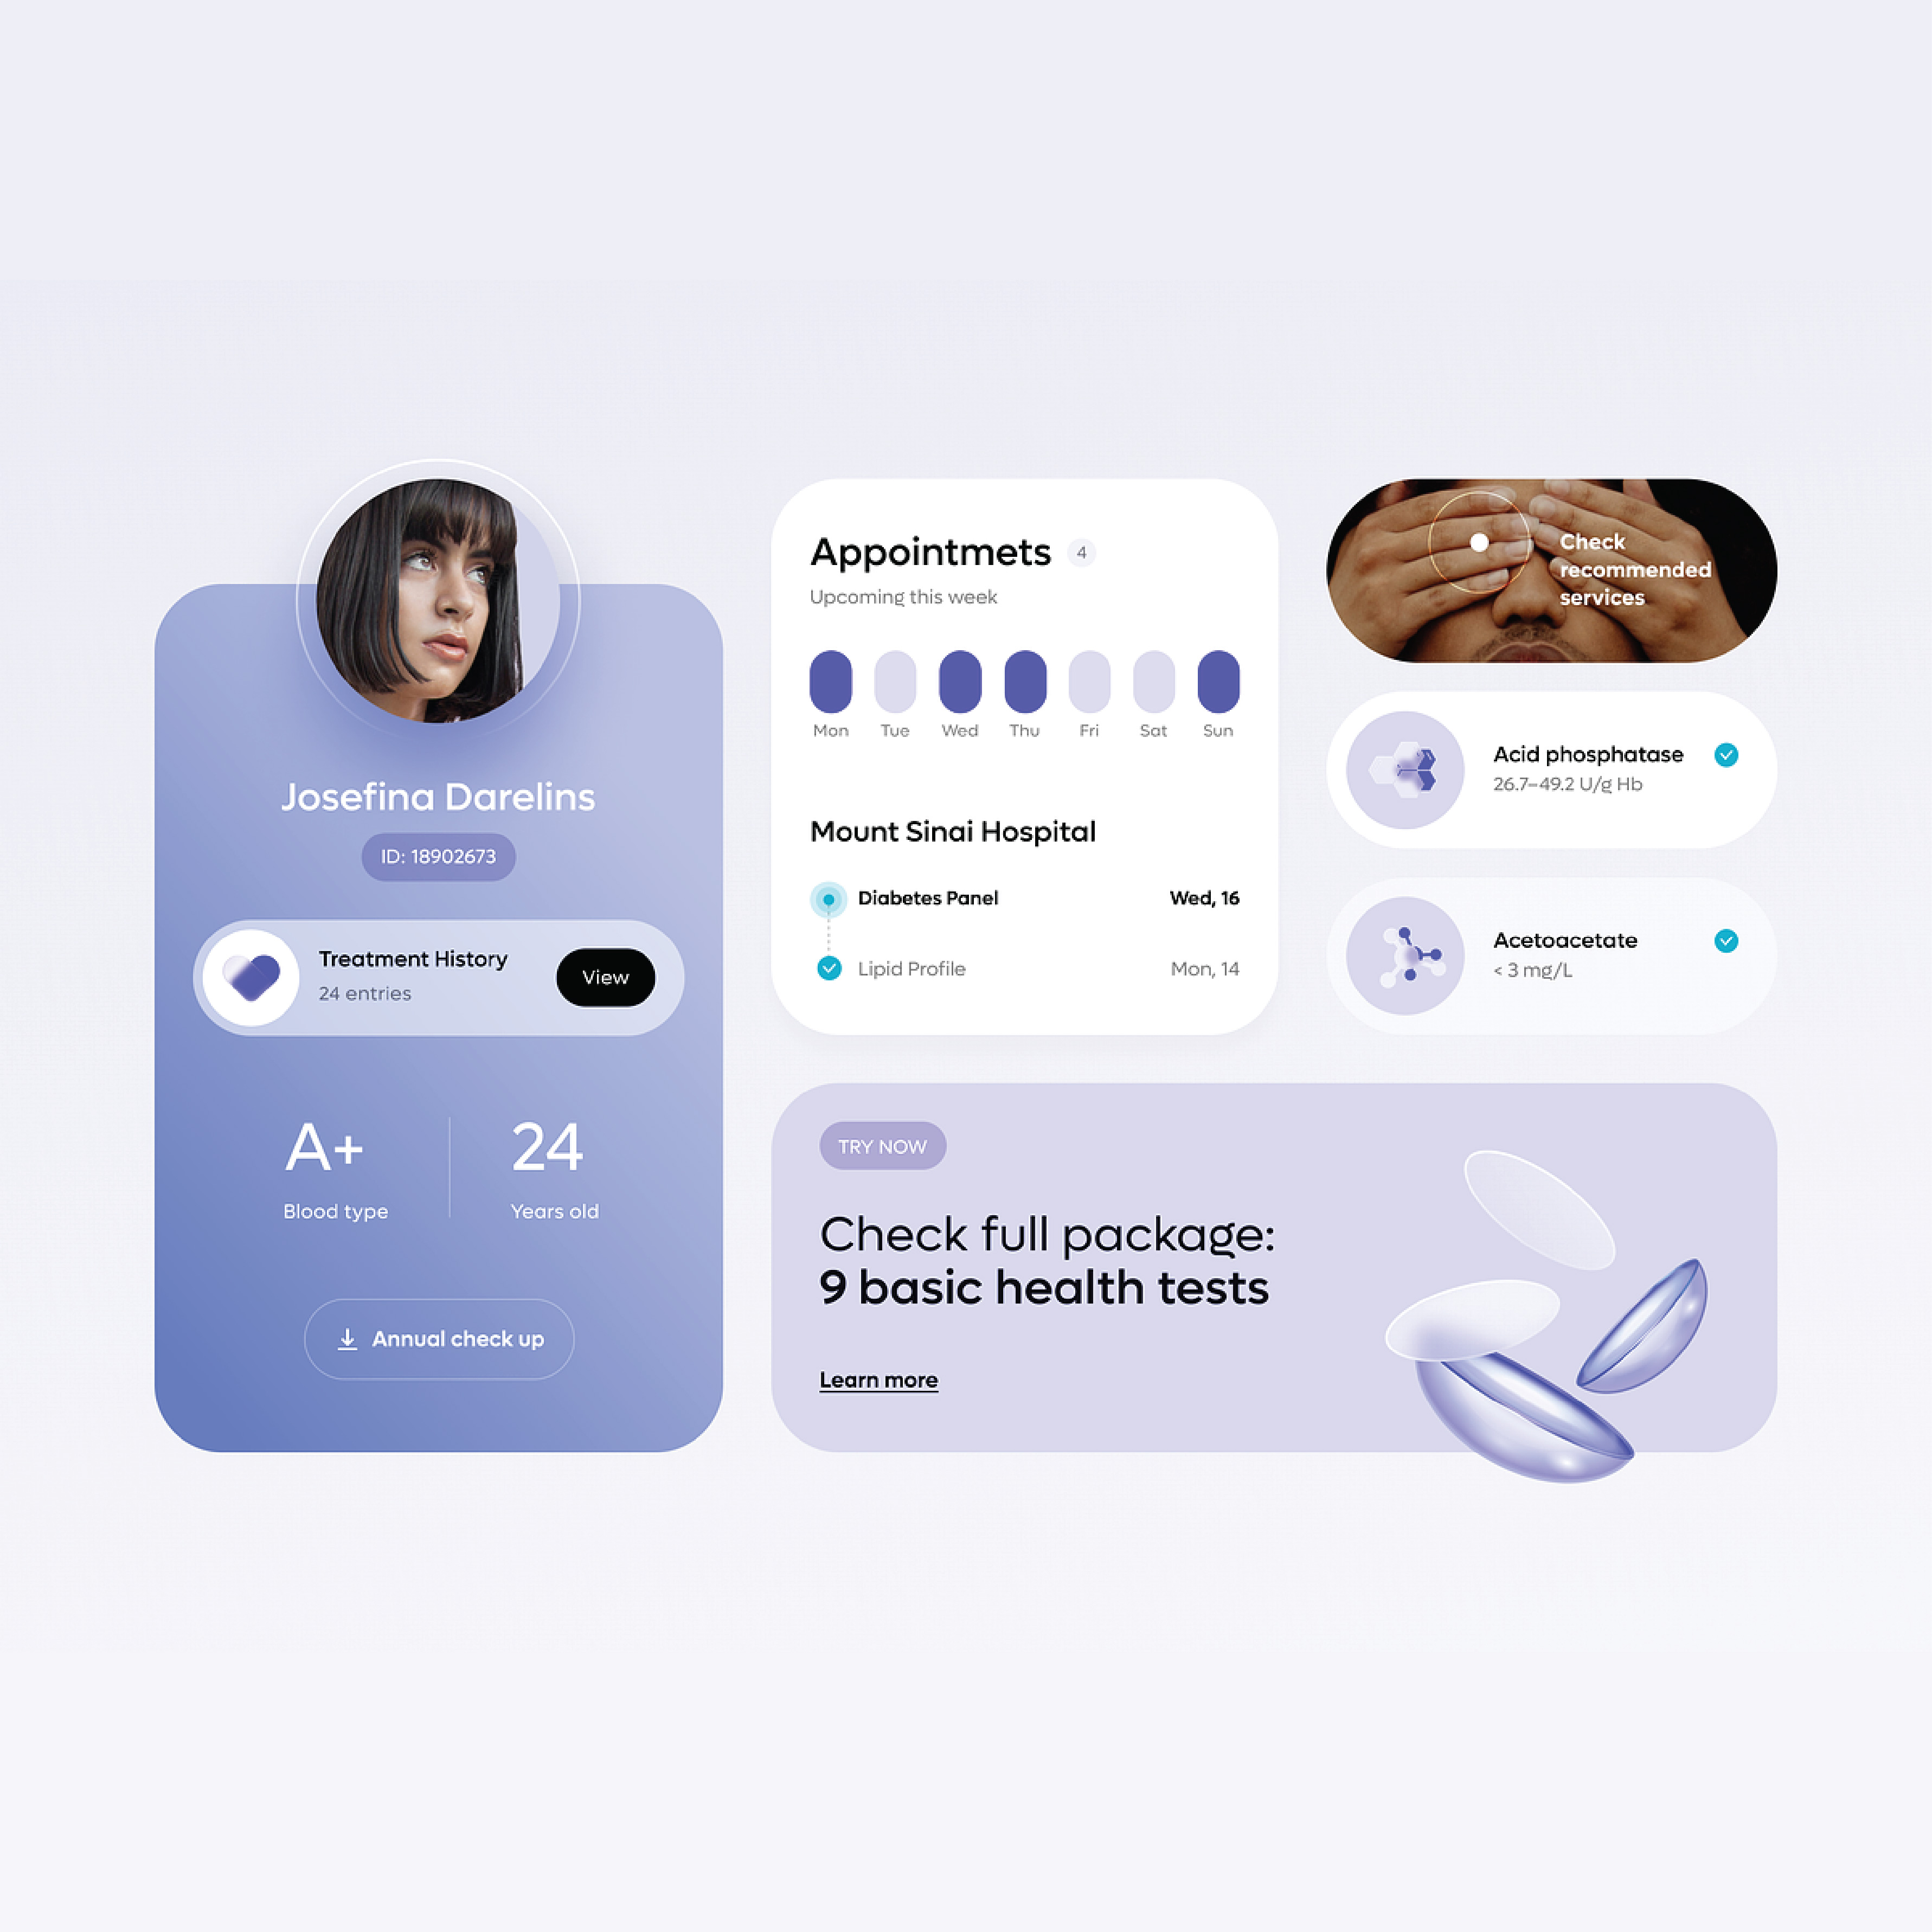 Josefina Darelins
ID: 18902673
Treatment History
24 entries
View
A+
Blood type
24
Years old
Annual check up
Appointmets 4
Upcoming this week
Mon Tue Wed Thu Fri Sat Sun
Mount Sinai Hospital
Diabetes Panel Wed, 16
Lipid Profile Mon, 14
Check
recommended
services
Acid phosphatase
26.7–49.2 U/g Hb
Acetoacetate
< 3 mg/L
TRY NOW
Check full package:
9 basic health tests
Learn more